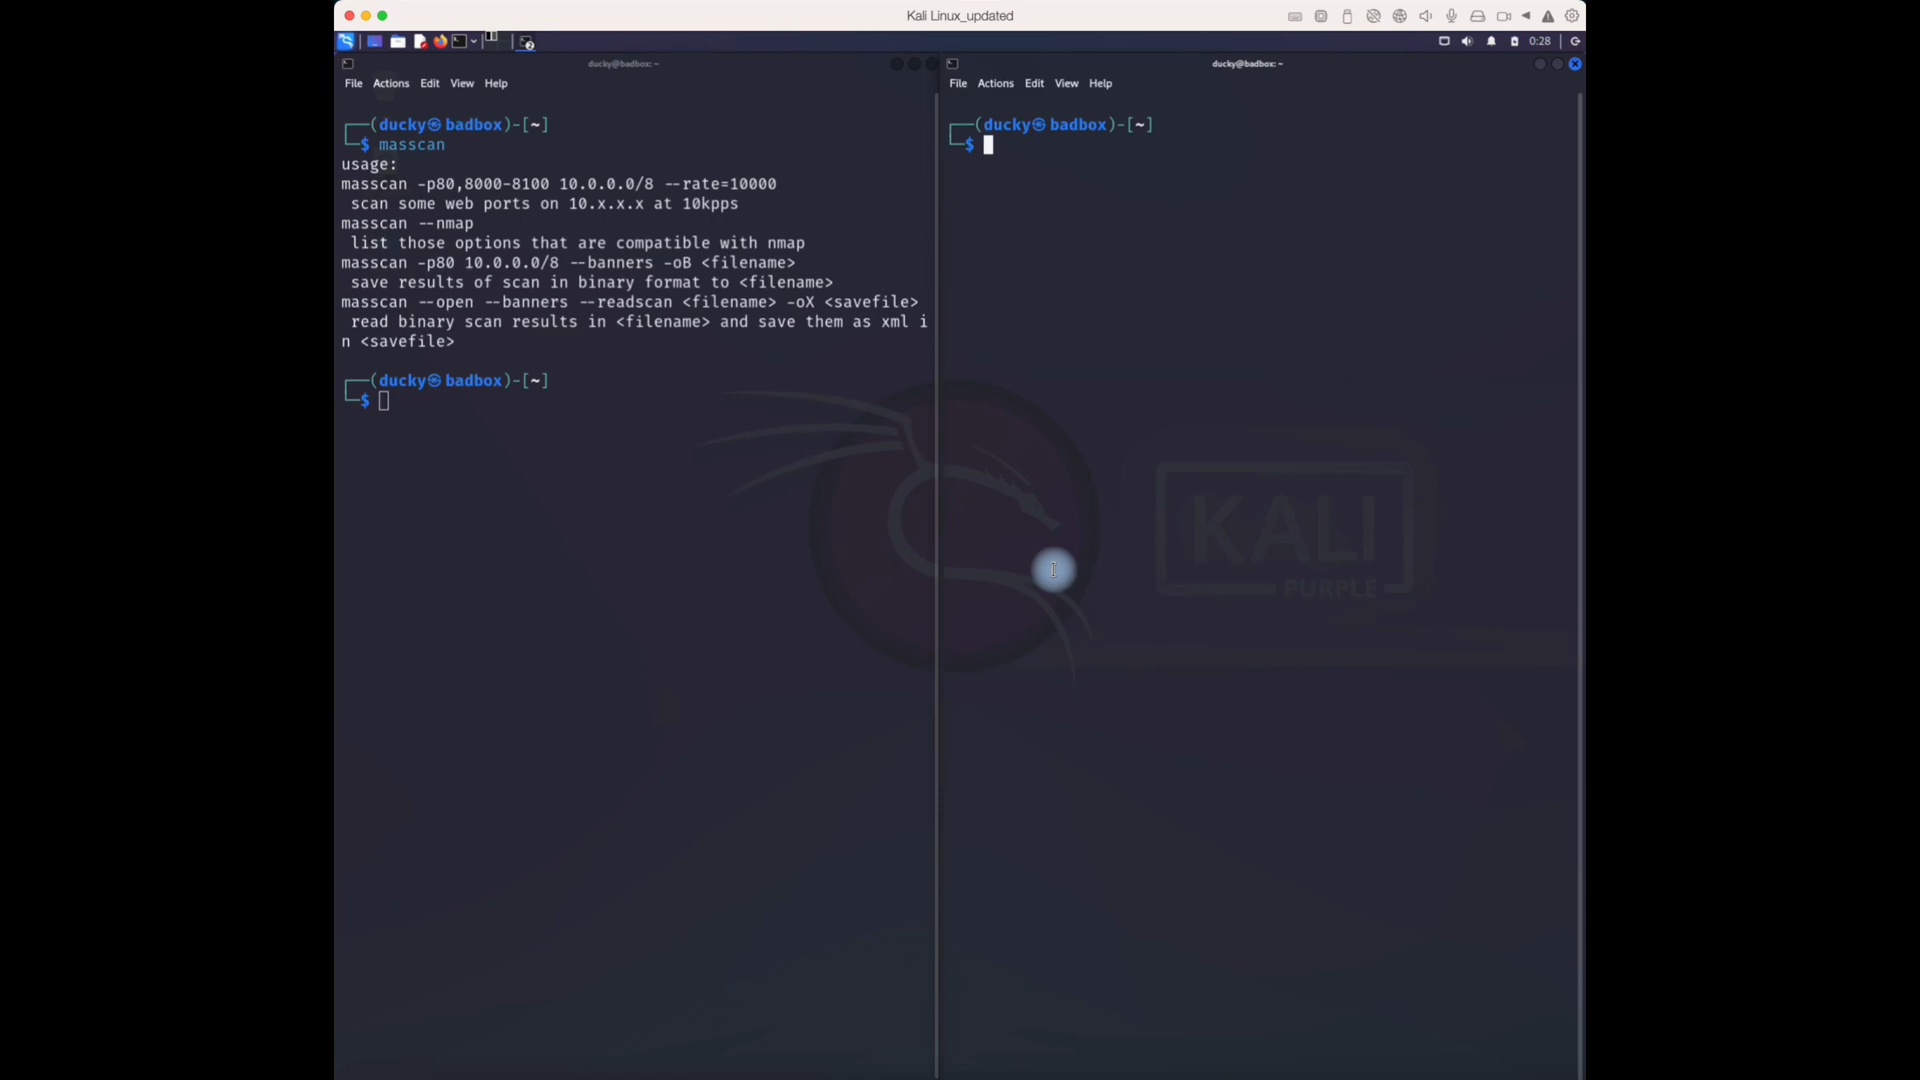 Kali Linux_updated
0:28
ducky@badbox: ~
File Actions Edit View Help
(ducky㉿badbox)-[~]
$ masscan
usage:
masscan -p80,8000-8100 10.0.0.0/8 --rate=10000
scan some web ports on 10.x.x.x at 10kpps
masscan --nmap
list those options that are compatible with nmap
masscan -p80 10.0.0.0/8 --banners -oB <filename>
save results of scan in binary format to <filename>
masscan --open --banners --readscan <filename> -oX <savefile>
read binary scan results in <filename> and save them as xml i
n <savefile>
(ducky㉿badbox)-[~]
$
ducky@badbox: ~
File Actions Edit View Help
(ducky㉿badbox)-[~]
$
KALI
PURPLE